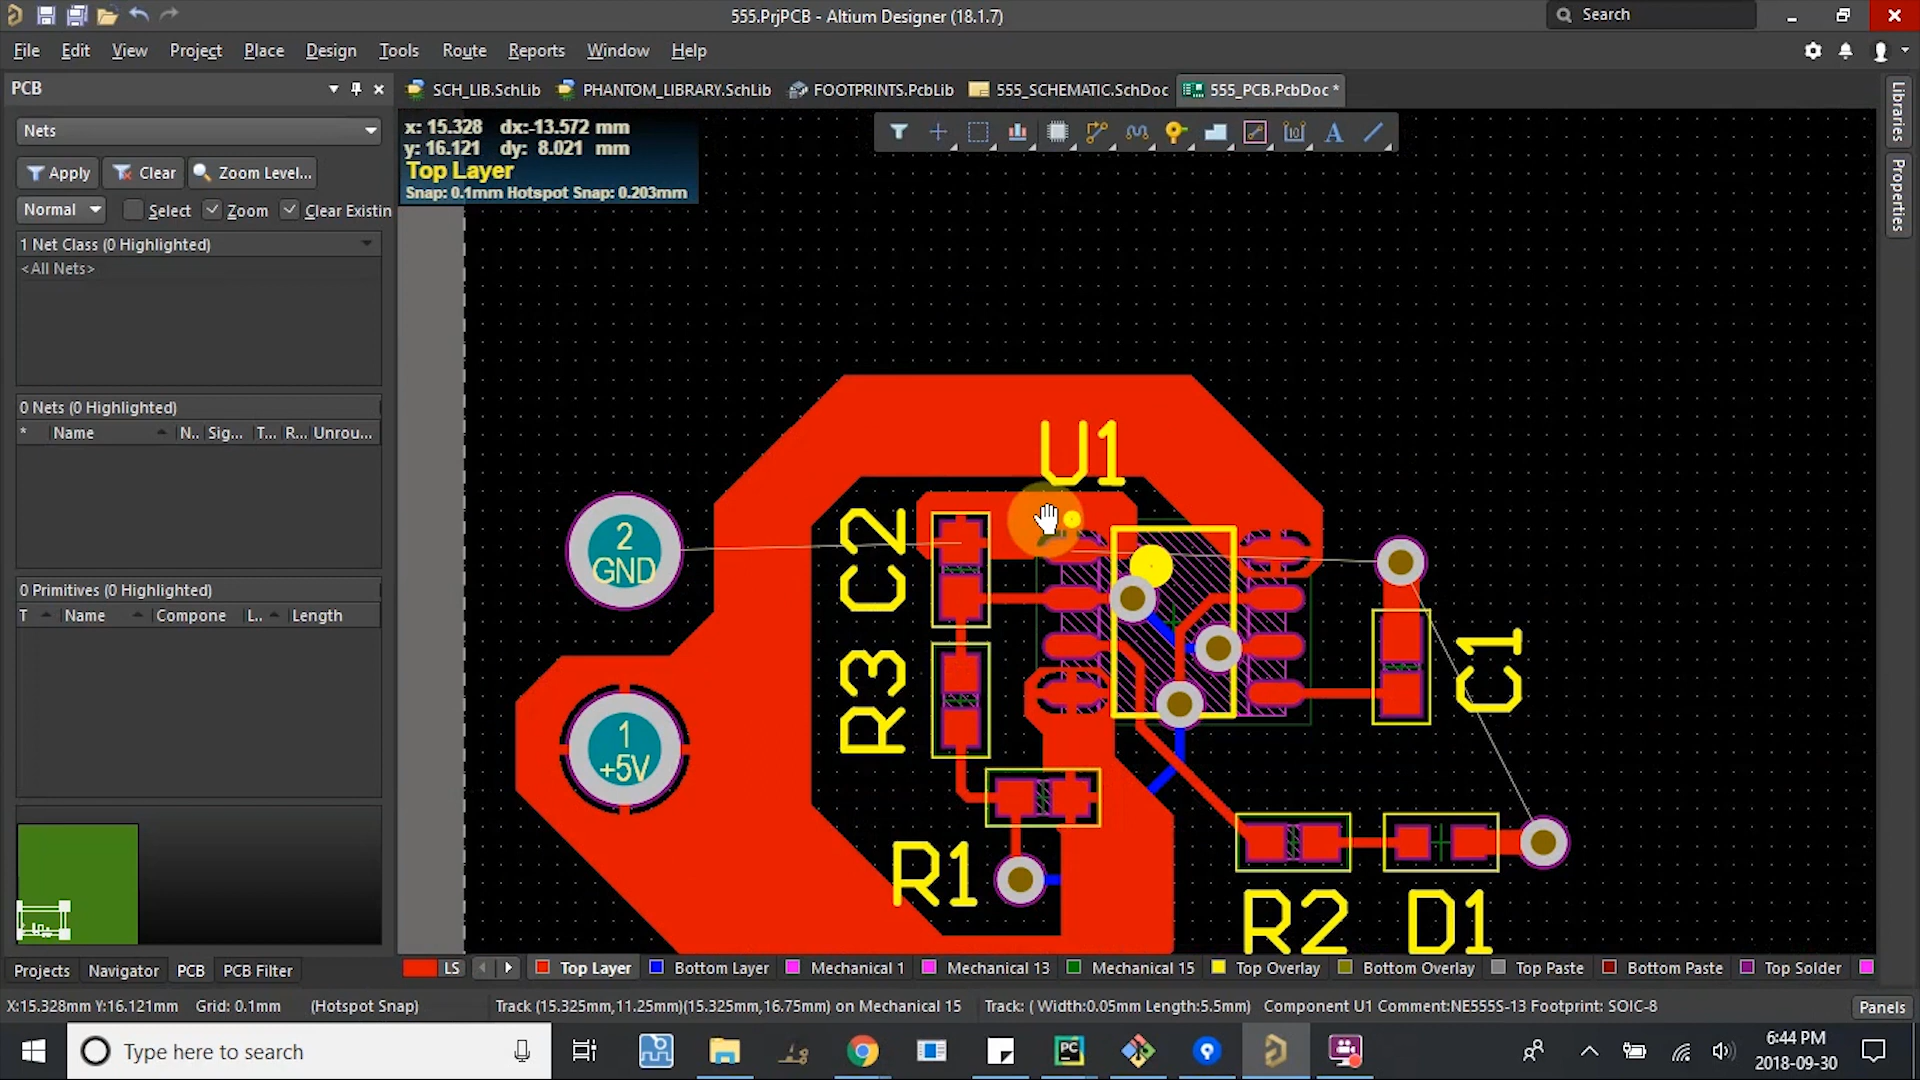 555.PrjPCB - Altium Designer (18.1.7)
Search
File Edit View Project Place Design Tools Route Reports Window Help
PCB
SCH_LIB.SchLib PHANTOM_LIBRARY.SchLib FOOTPRINTS.PcbLib 555_SCHEMATIC.SchDoc 555_PCB.PcbDoc *
Libraries
Properties
Nets
Apply Clear Zoom Level...
Normal Select Zoom Clear Existin
1 Net Class (0 Highlighted)
<All Nets>
0 Nets (0 Highlighted)
* Name N.. Sig... T... R... Unrou...
0 Primitives (0 Highlighted)
T Name Compone L.. Length
x: 15.328 dx:-13.572 mm
y: 16.121 dy: 8.021 mm
Top Layer
Snap: 0.1mm Hotspot Snap: 0.203mm
U1
C2
2
GND
C1
R3
1
+5V
R1
R2
D1
Projects Navigator PCB PCB Filter
LS Top Layer Bottom Layer Mechanical 1 Mechanical 13 Mechanical 15 Top Overlay Bottom Overlay Top Paste Bottom Paste Top Solder
X:15.328mm Y:16.121mm Grid: 0.1mm (Hotspot Snap) Track (15.325mm,11.25mm)(15.325mm,16.75mm) on Mechanical 15 Track: ( Width:0.05mm Length:5.5mm) Component U1 Comment:NE555S-13 Footprint: SOIC-8 Panels
Type here to search
PC
6:44 PM
2018-09-30